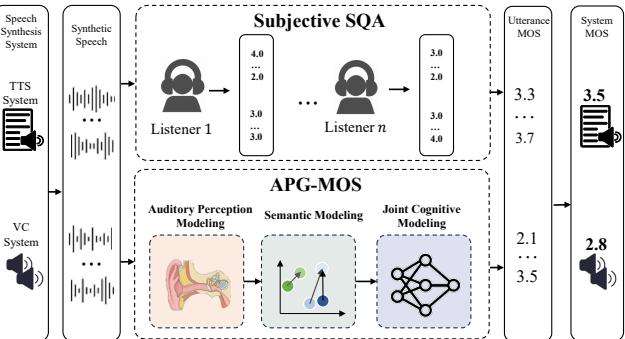 Speech
Synthesis
System
TTS
System
VC
System
Synthetic
Speech
...
...
Subjective SQA
Listener 1
4.0
...
2.0
3.0
...
3.0
...
Listener n
3.0
...
2.0
3.0
...
4.0
APG-MOS
Auditory Perception
Modeling
Semantic Modeling
Joint Cognitive
Modeling
Utterance
MOS
3.3
...
3.7
2.1
...
3.5
System
MOS
3.5
2.8